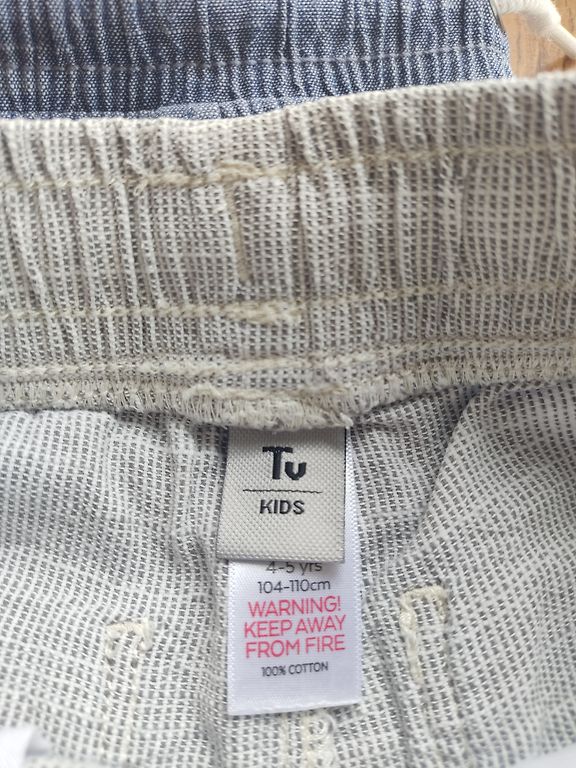 Tu
KIDS
4-5 yrs
104-110cm
WARNING!
KEEP AWAY
FROM FIRE
100% COTTON